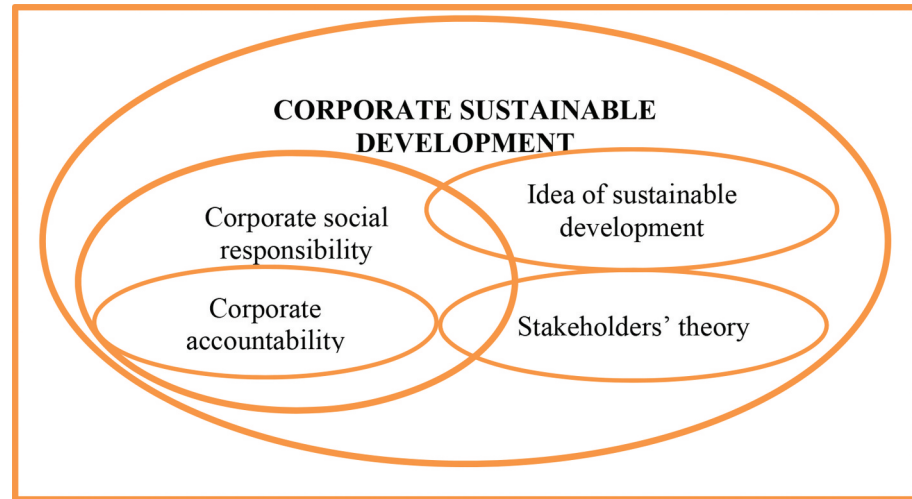 CORPORATE SUSTAINABLE
DEVELOPMENT
Corporate social
responsibility
Idea of sustainable
development
Corporate
accountability
Stakeholders’ theory